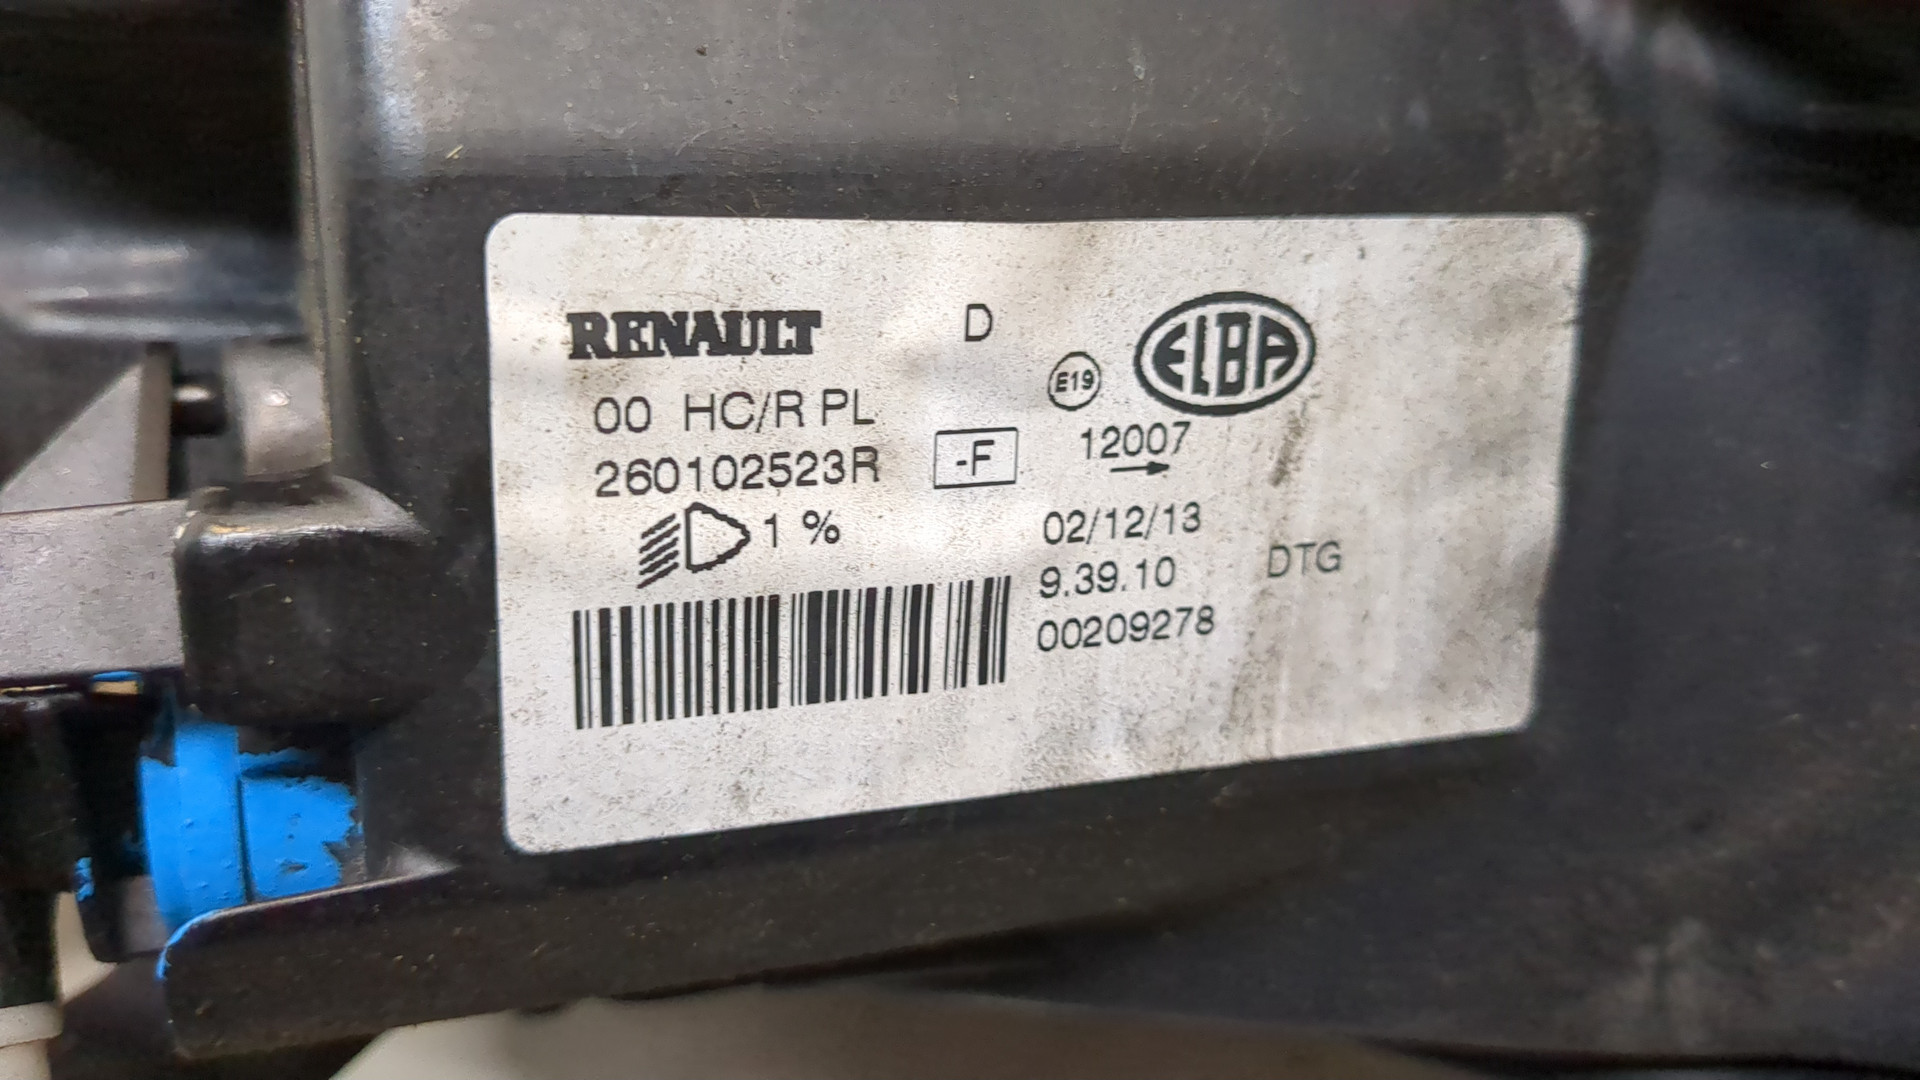 RENAULT D ELBA
00 HC/R PL E19
260102523R -F 12007
1 % 02/12/13
9.39.10 DTG
00209278